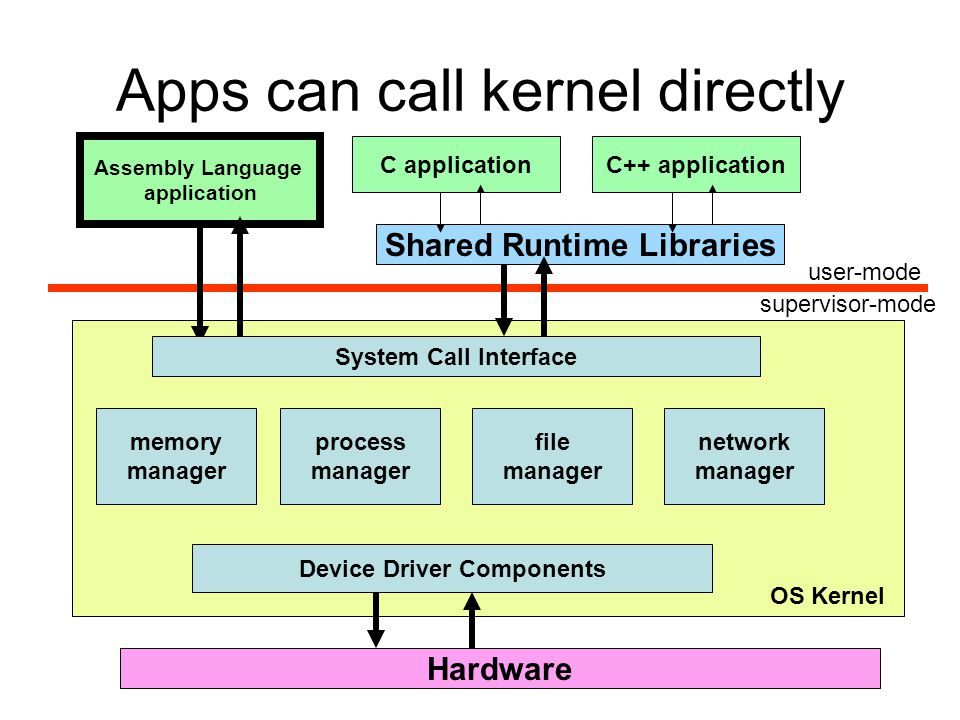 Apps can call kernel directly
Assembly Language
application
C application
C++ application
Shared Runtime Libraries
user-mode
supervisor-mode
System Call Interface
memory
manager
process
manager
file
manager
network
manager
Device Driver Components
OS Kernel
Hardware